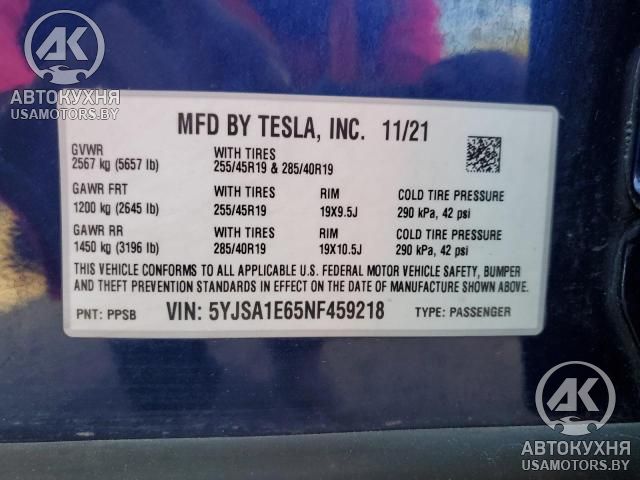 АК
АВТОКУХНЯ
USAMOTORS.BY
MFD BY TESLA, INC. 11/21
GVWR
2567 kg (5657 lb)
WITH TIRES
255/45R19 & 285/40R19
GAWR FRT
1200 kg (2645 lb)
WITH TIRES
255/45R19
RIM
19X9.5J
COLD TIRE PRESSURE
290 kPa, 42 psi
GAWR RR
1450 kg (3196 lb)
WITH TIRES
285/40R19
RIM
19X10.5J
COLD TIRE PRESSURE
290 kPa, 42 psi
THIS VEHICLE CONFORMS TO ALL APPLICABLE U.S. FEDERAL MOTOR VEHICLE SAFETY, BUMPER
AND THEFT PREVENTION STANDARDS IN EFFECT ON THE DATE OF MANUFACTURE SHOWN ABOVE.
PNT: PPSB VIN: 5YJSA1E65NF459218 TYPE: PASSENGER
АК
АВТОКУХНЯ
USAMOTORS.BY